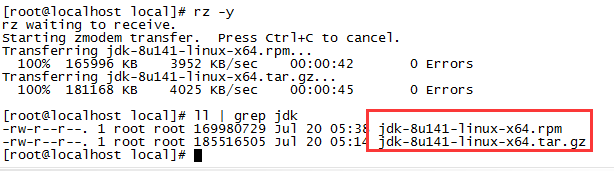 [root@localhost local]# rz -y
rz waiting to receive.
Starting zmodem transfer.  Press Ctrl+C to cancel.
Transferring jdk-8u141-linux-x64.rpm...
  100%  165996 KB    3952 KB/sec    00:00:42       0 Errors
Transferring jdk-8u141-linux-x64.tar.gz...
  100%  181168 KB    4025 KB/sec    00:00:45       0 Errors
[root@localhost local]# ll | grep jdk
-rw-r--r--. 1 root root 169980729 Jul 20 05:38 jdk-8u141-linux-x64.rpm
-rw-r--r--. 1 root root 185516505 Jul 20 05:14 jdk-8u141-linux-x64.tar.gz
[root@localhost local]#